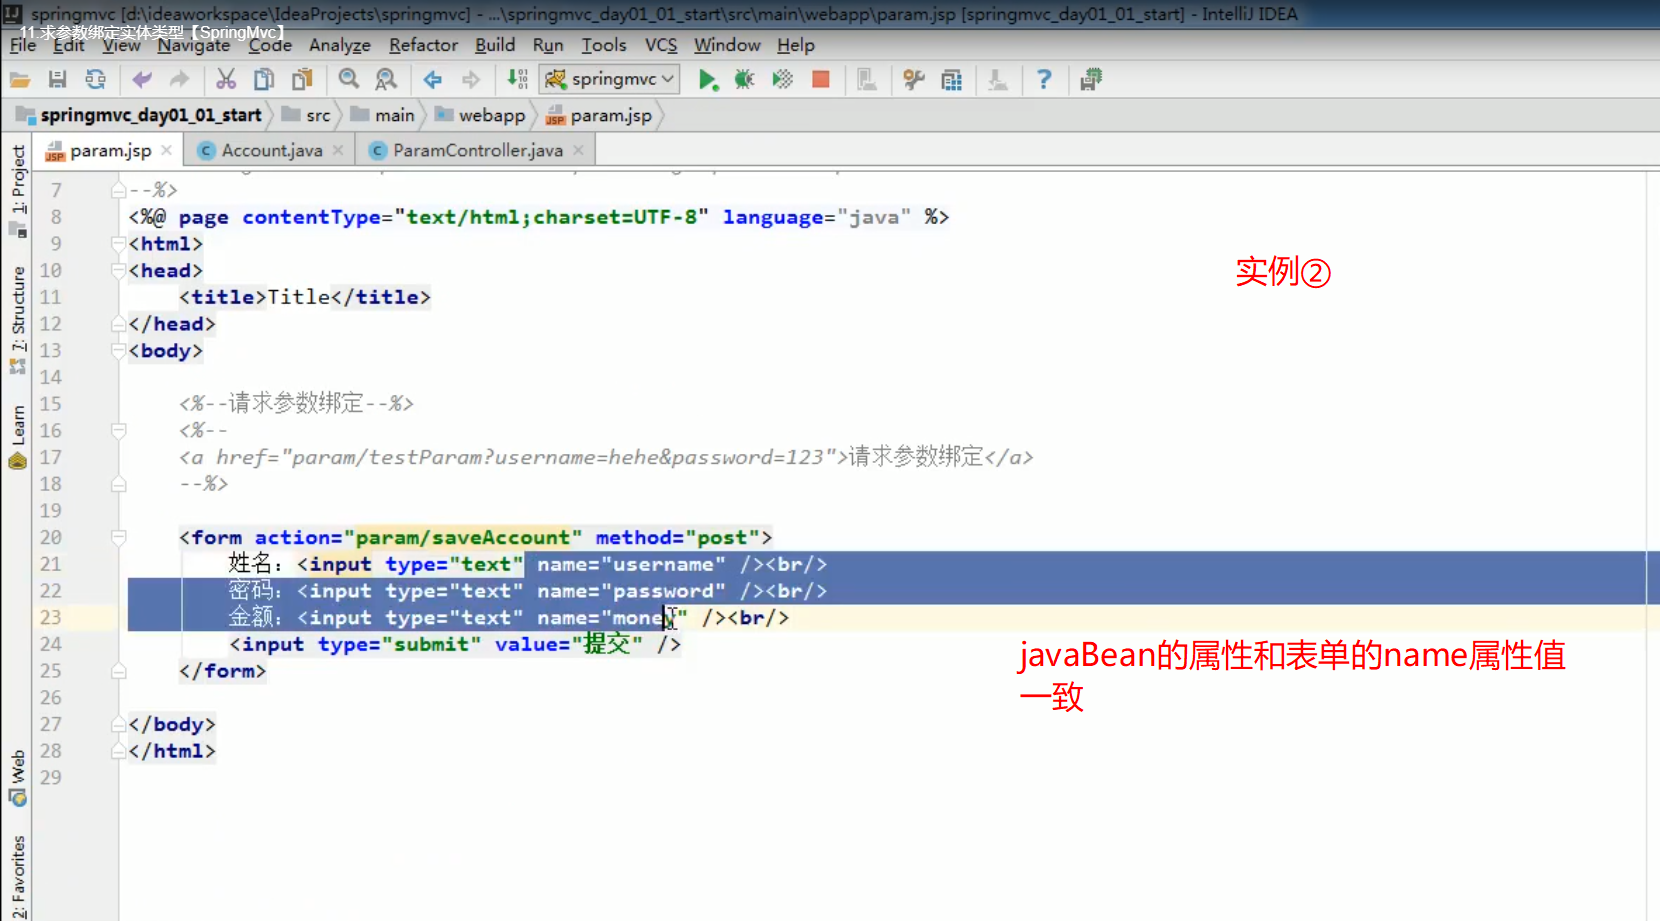 springmvc [d:\ideaworkspace\IdeaProjects\springmvc] - ...\springmvc_day01_01_start\src\main\webapp\param.jsp [springmvc_day01_01_start] - IntelliJ IDEA
11.求参数绑定实体类型【SpringMvc】
File Edit View Navigate Code Analyze Refactor Build Run Tools VCS Window Help
springmvc
springmvc_day01_01_start src main webapp param.jsp
param.jsp Account.java ParamController.java
1: Project
7: Structure
Learn
Web
2: Favorites
7 --%>
8 <%@ page contentType="text/html;charset=UTF-8" language="java" %>
9 <html>
10 <head>
11 <title>Title</title>
12 </head>
13 <body>
14
15 <%--请求参数绑定--%>
16 <%--
17 <a href="param/testParam?username=hehe&password=123">请求参数绑定</a>
18 --%>
19
20 <form action="param/saveAccount" method="post">
21 姓名：<input type="text" name="username" /><br/>
22 密码：<input type="text" name="password" /><br/>
23 金额：<input type="text" name="money" /><br/>
24 <input type="submit" value="提交" />
25 </form>
26
27 </body>
28 </html>
29
实例②
javaBean的属性和表单的name属性值
一致